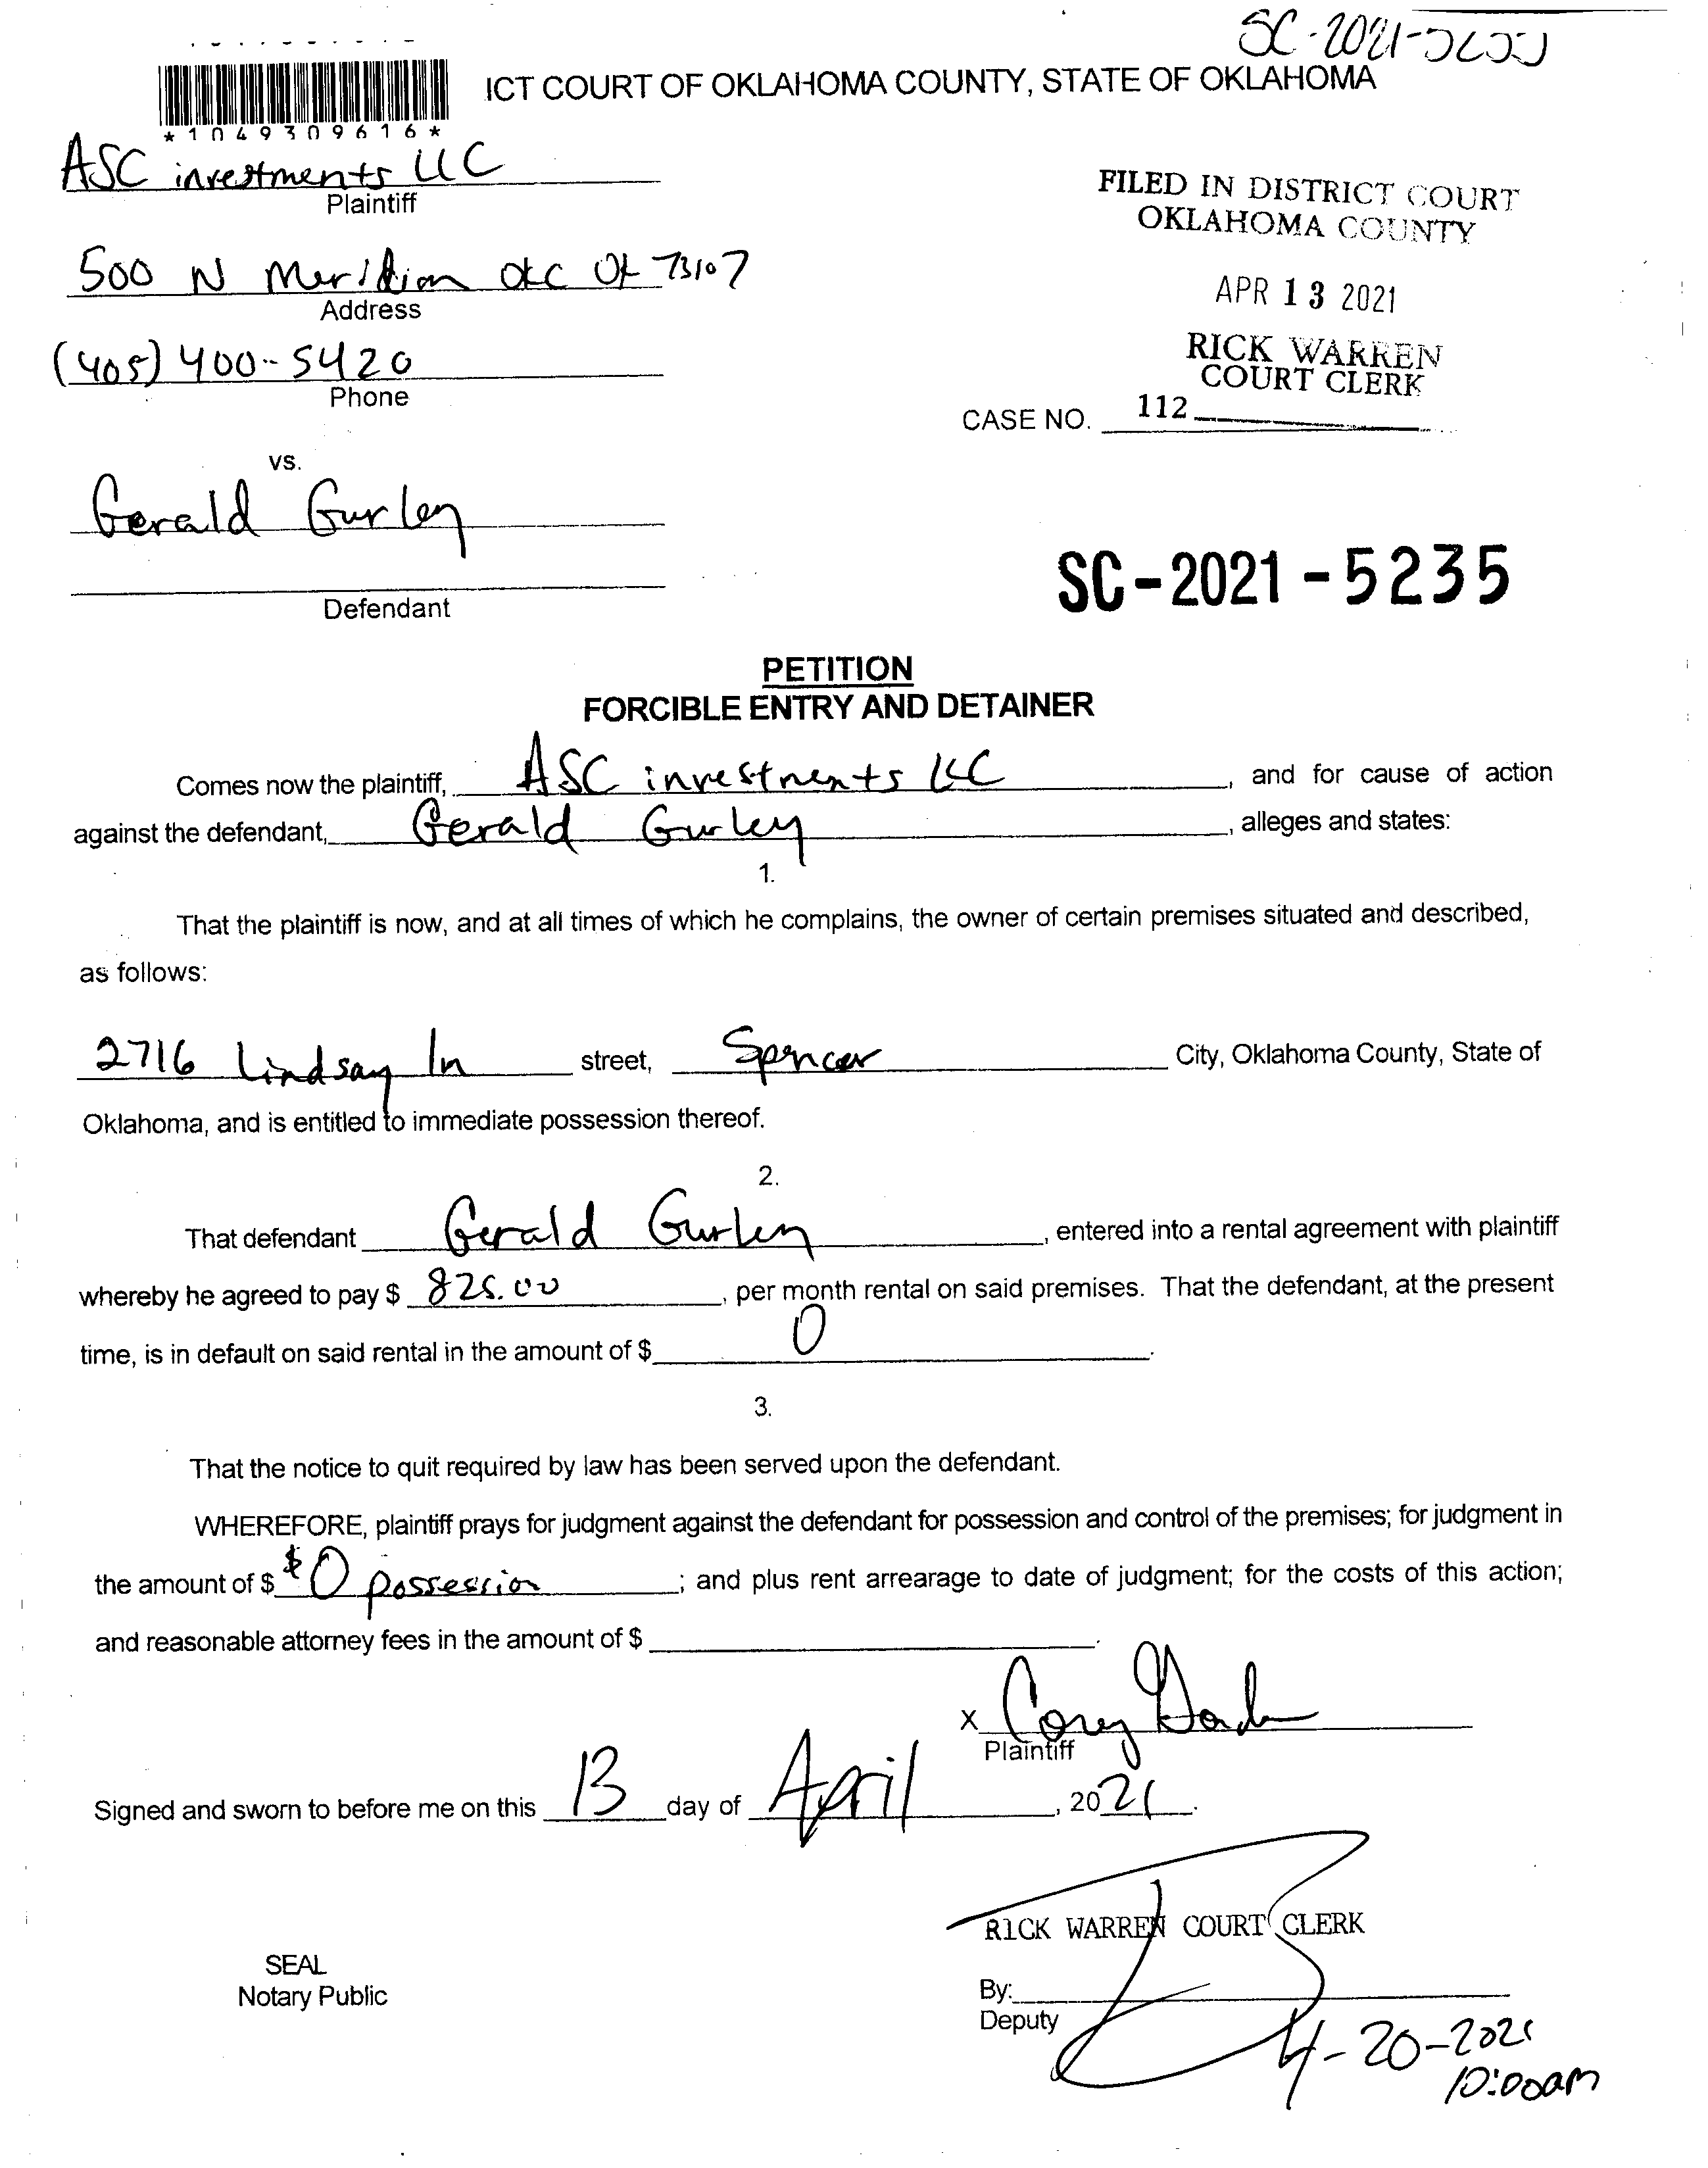 SC-2021-
ICT COURT OF OKLAHOMA COUNTY, STATE OF OKLAHOMA
*1049309616*
ASC investments LLC
Plaintiff
FILED IN DISTRICT COURT
OKLAHOMA COUNTY
500 N Meridian OKC OK 73107
Address
APR 13 2021
(405) 400-5420
Phone
RICK WARREN
COURT CLERK
CASE NO. 112
vs.
Gerald Gurley
Defendant
SC-2021-5235
PETITION
FORCIBLE ENTRY AND DETAINER
Comes now the plaintiff, ASC investments LLC, and for cause of action
against the defendant, Gerald Gurley, alleges and states:
1.
That the plaintiff is now, and at all times of which he complains, the owner of certain premises situated and described,
as follows:
2716 Lindsay ln street, Spencer City, Oklahoma County, State of
Oklahoma, and is entitled to immediate possession thereof.
2.
That defendant Gerald Gurley, entered into a rental agreement with plaintiff
whereby he agreed to pay $ 825.00, per month rental on said premises. That the defendant, at the present
time, is in default on said rental in the amount of $ 0.
3.
That the notice to quit required by law has been served upon the defendant.
WHEREFORE, plaintiff prays for judgment against the defendant for possession and control of the premises; for judgment in
the amount of $ $0 possession; and plus rent arrearage to date of judgment; for the costs of this action;
and reasonable attorney fees in the amount of $
X Corey
Plaintiff
Signed and sworn to before me on this 13 day of April, 2021.
RICK WARREN COURT CLERK
SEAL
Notary Public
By:
Deputy
4-20-2021
10:00am